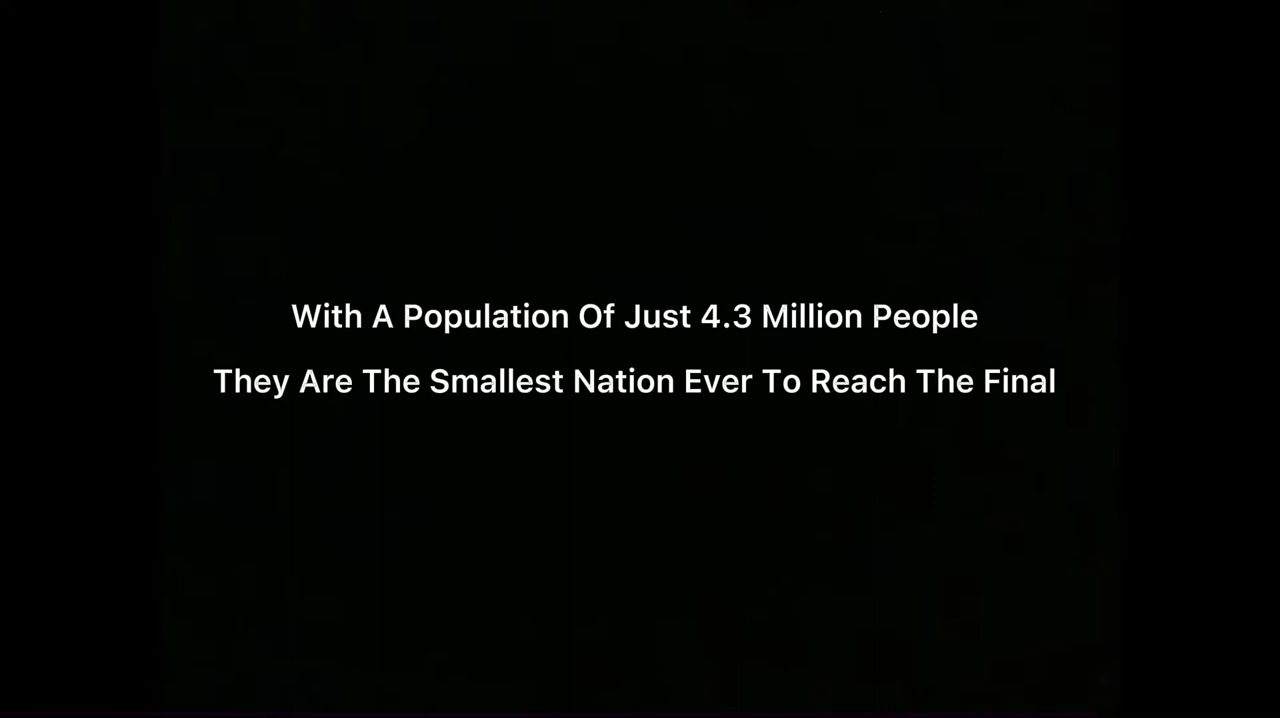 With A Population Of Just 4.3 Million People
They Are The Smallest Nation Ever To Reach The Final